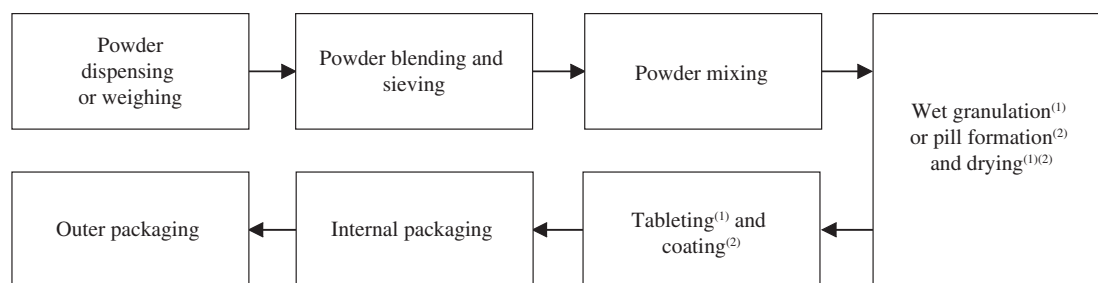 Powder
dispensing
or weighing
Powder blending and
sieving
Powder mixing
Wet granulation(1)
or pill formation(2)
and drying(1)(2)
Tableting(1) and
coating(2)
Internal packaging
Outer packaging